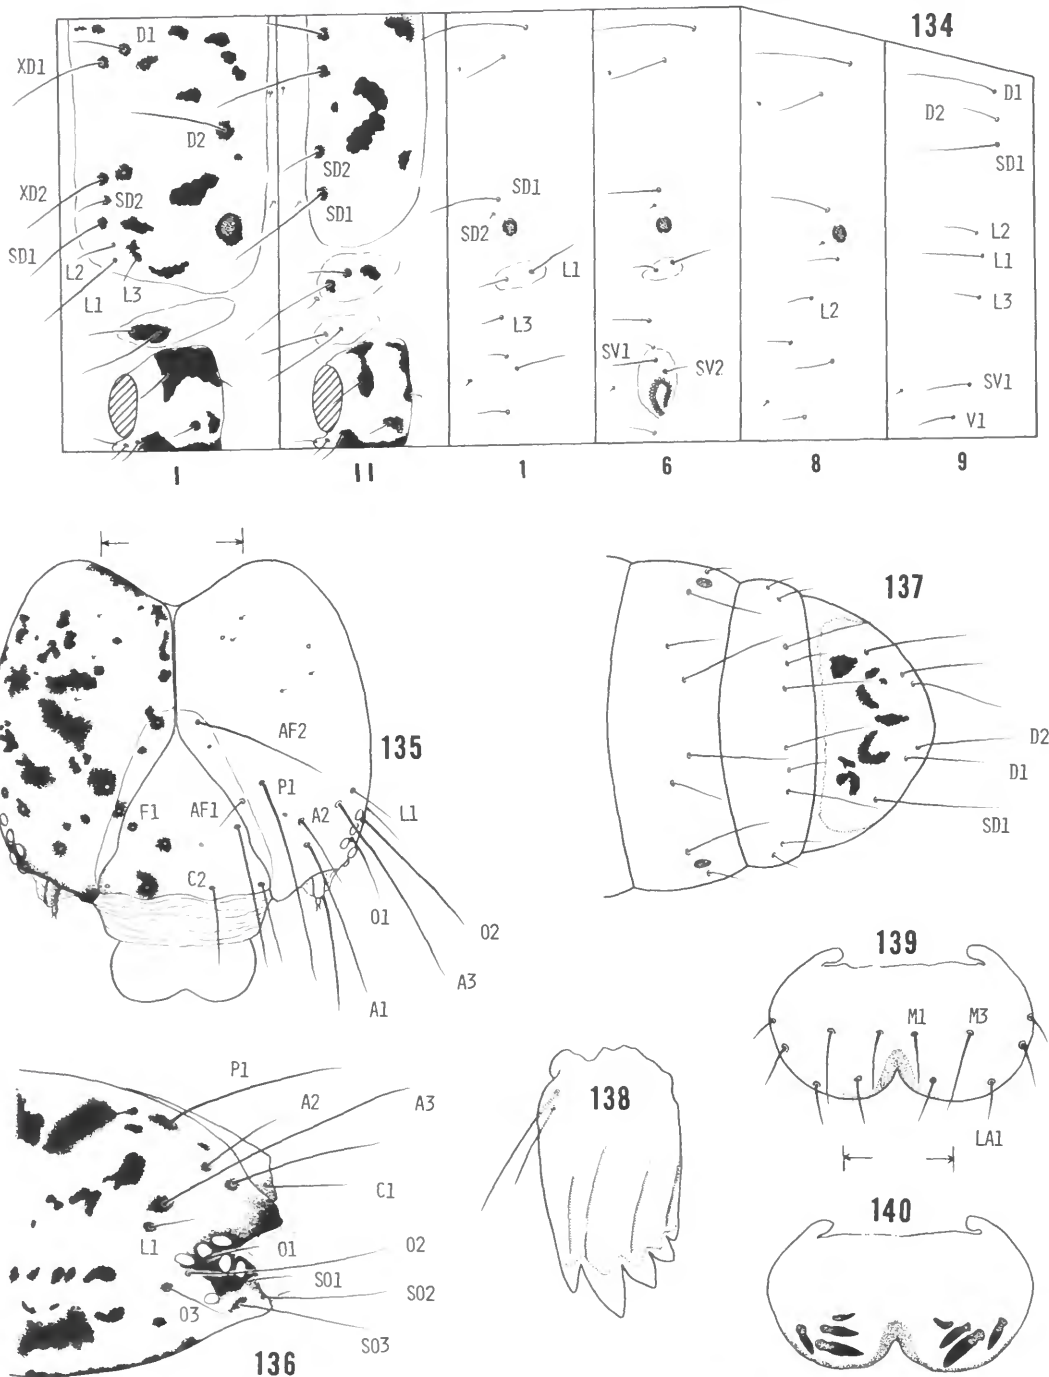 134
D1
XD1
D2
XD2
SD2
SD1
L2
L1
L3
SD2
SD1
SD1
SD2
L1
L3
SV1
SV2
L2
D1
D2
SD1
L2
L1
L3
SV1
V1
I
II
1
6
8
9
135
AF2
P1
F1
AF1
A2
L1
C2
O1
O2
A3
A1
137
D2
D1
SD1
136
P1
A2
A3
C1
L1
O1
O2
SO1
SO2
O3
SO3
138
139
M1
M3
LA1
140